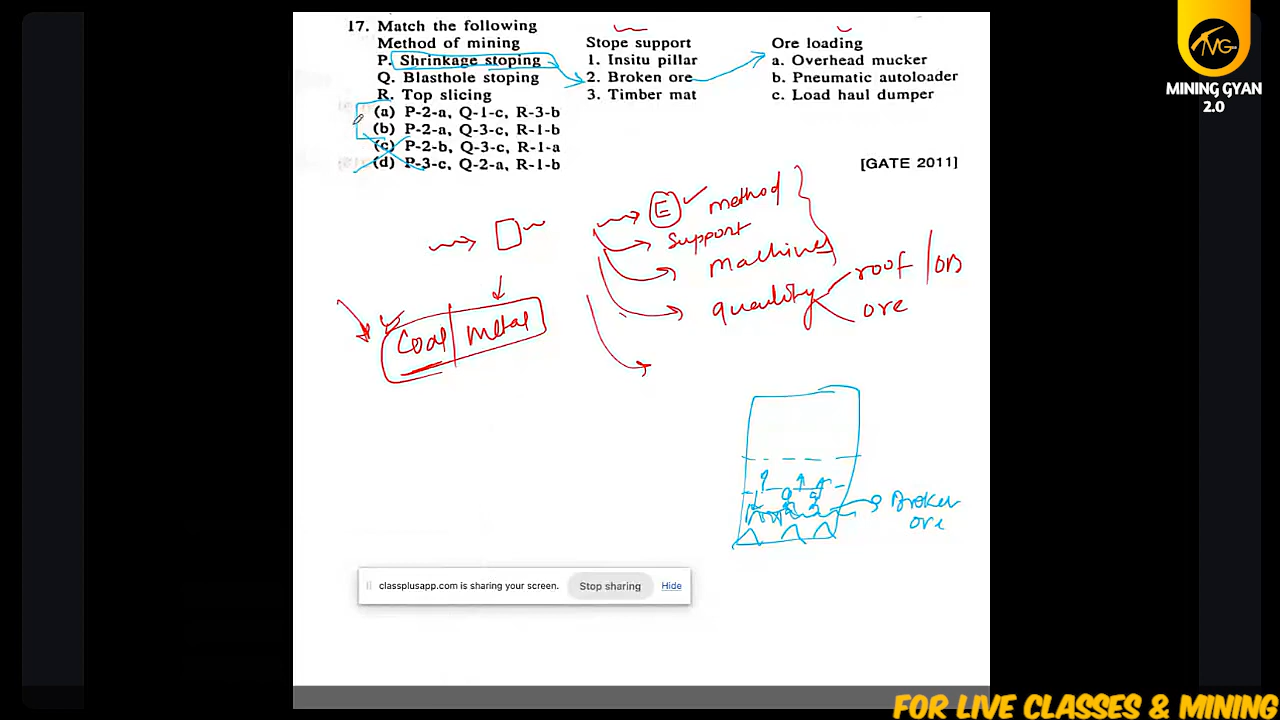 17. Match the following
Method of mining Stope support Ore loading
P. Shrinkage stoping 1. Insitu pillar a. Overhead mucker
Q. Blasthole stoping 2. Broken ore b. Pneumatic autoloader
R. Top slicing 3. Timber mat c. Load haul dumper
(a) P-2-a, Q-1-c, R-3-b
(b) P-2-a, Q-3-c, R-1-b
(c) P-2-b, Q-3-c, R-1-a
(d) P-3-c, Q-2-a, R-1-b
[GATE 2011]
MINING GYAN
2.0
E method
Support
machines
quality
roof / OB
ore
Coal | Metal
Broken
ore
classplusapp.com is sharing your screen. Stop sharing Hide
FOR LIVE CLASSES & MINING